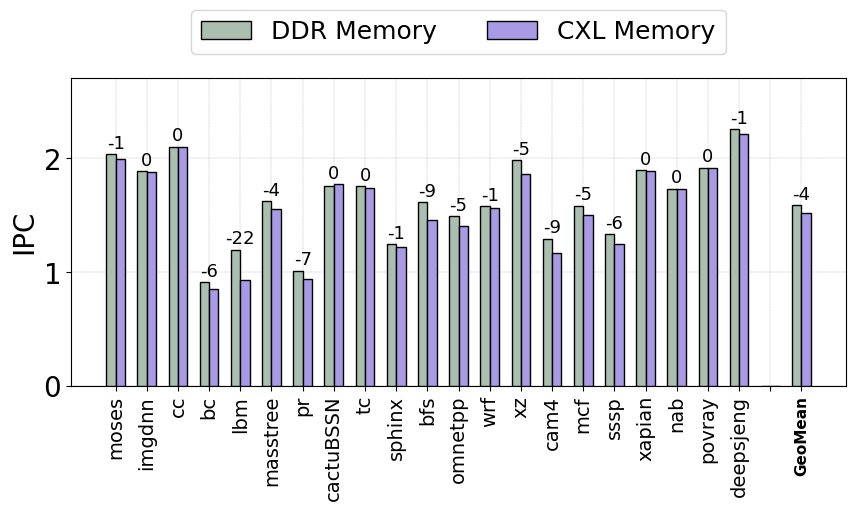 DDR Memory
CXL Memory
IPC
2
1
0
-1
0
0
-6
-22
-4
-7
0
0
-1
-9
-5
-1
-5
-9
-5
-6
0
0
0
-1
-4
moses
imgdnn
cc
bc
lbm
masstree
pr
cactuBSSN
tc
sphinx
bfs
omnetpp
wrf
xz
cam4
mcf
sssp
xapian
nab
povray
deepsjeng
GeoMean